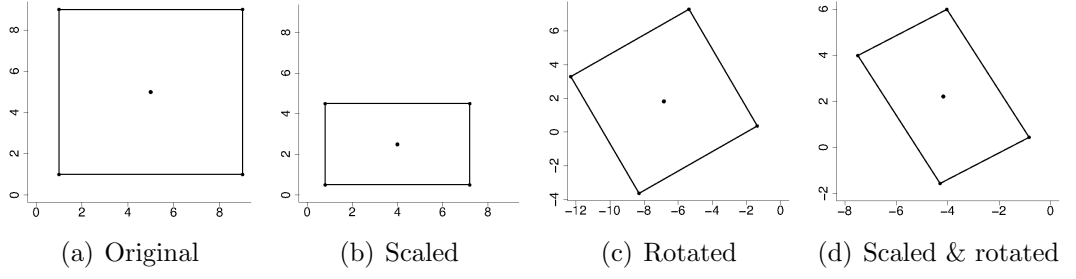 0 2 4 6 8
0 2 4 6 8
(a) Original
0 2 4 6 8
0 2 4 6 8
(b) Scaled
−4 −2 0 2 4 6
−12 −10 −8 −6 −4 −2 0
(c) Rotated
−2 0 2 4 6
−8 −6 −4 −2 0
(d) Scaled & rotated